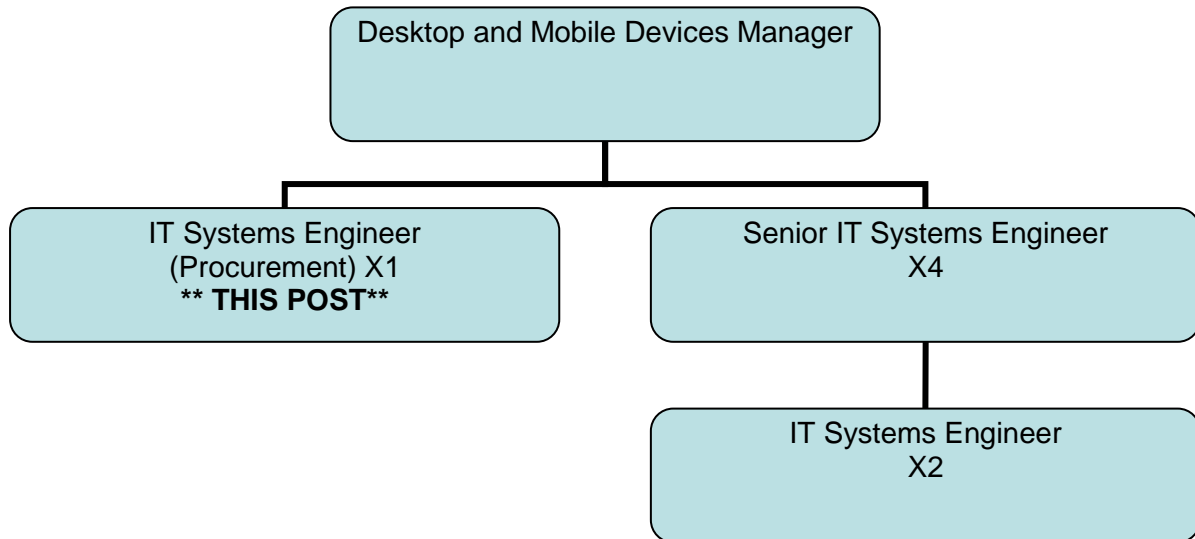 Desktop and Mobile Devices Manager
IT Systems Engineer
(Procurement) X1
** THIS POST**
Senior IT Systems Engineer
X4
IT Systems Engineer
X2